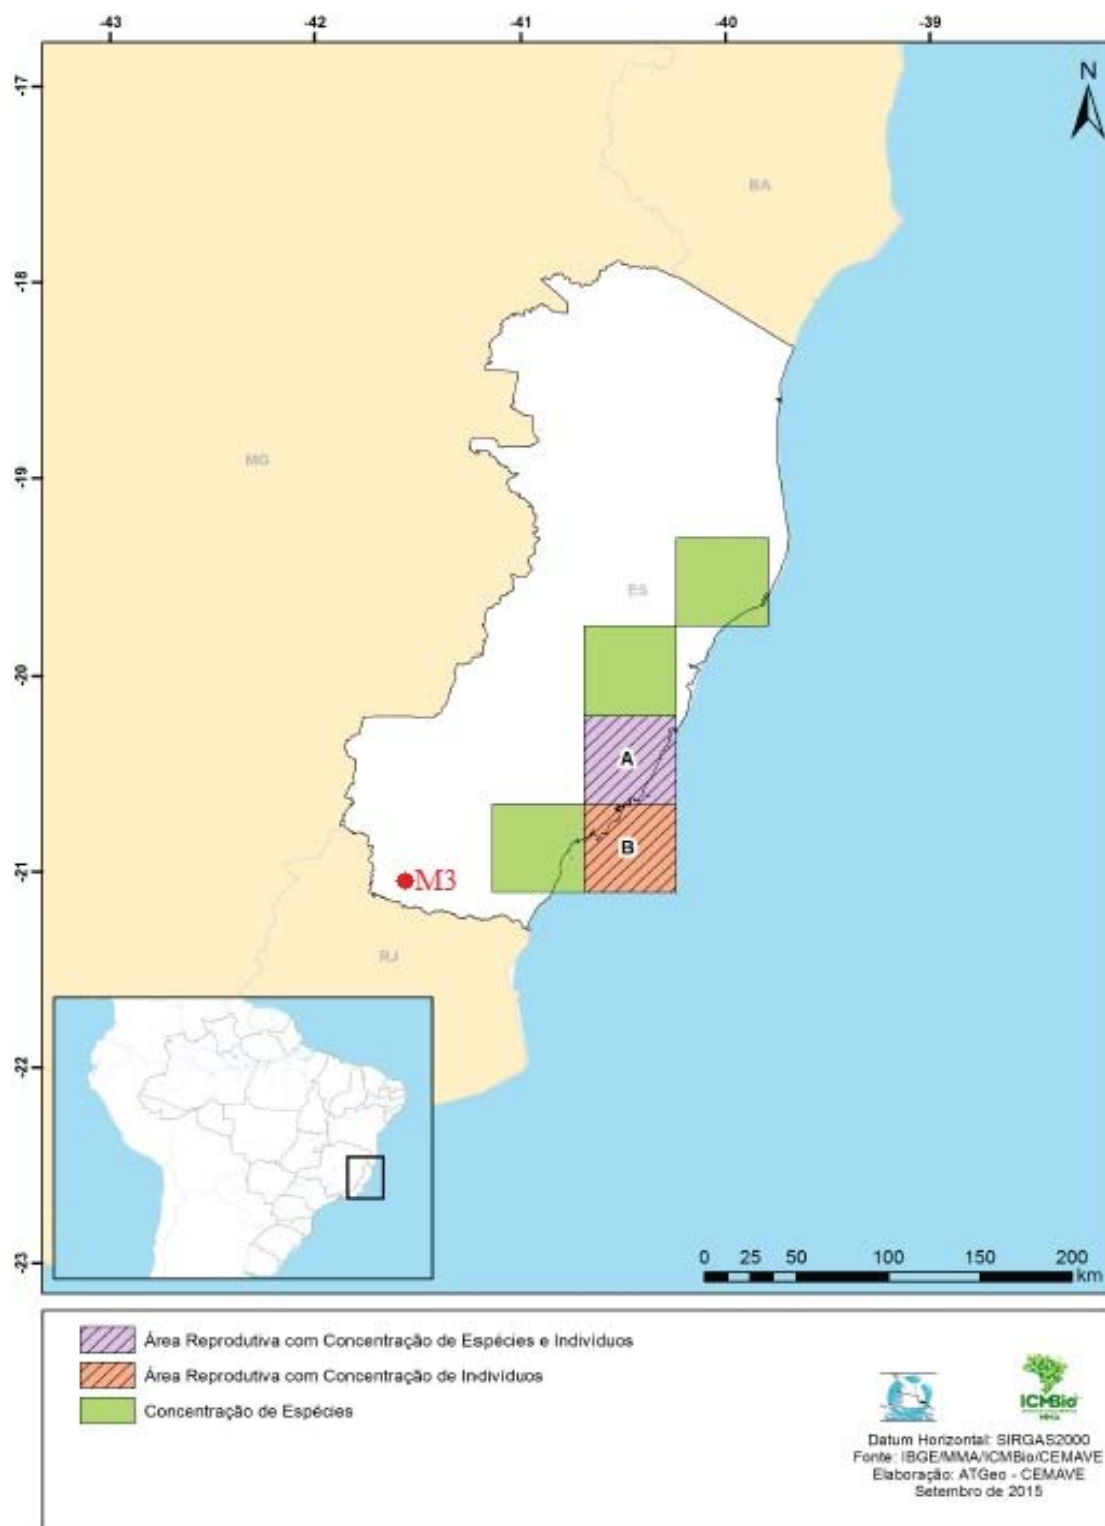 -43 -42 -41 -40 -39
-17
N
BA
-18
MG
-19
ES
-20
A
B
-21
M3
RJ
-22
-23
0 25 50 100 150 200
km
Área Reprodutiva com Concentração de Espécies e Indivíduos
Área Reprodutiva com Concentração de Indivíduos
Concentração de Espécies
ICMBio
MMA
Datum Horizontal: SIRGAS2000
Fonte: IBGE/MMA/ICMBio/CEMAVE
Elaboração: ATGeo - CEMAVE
Setembro de 2015